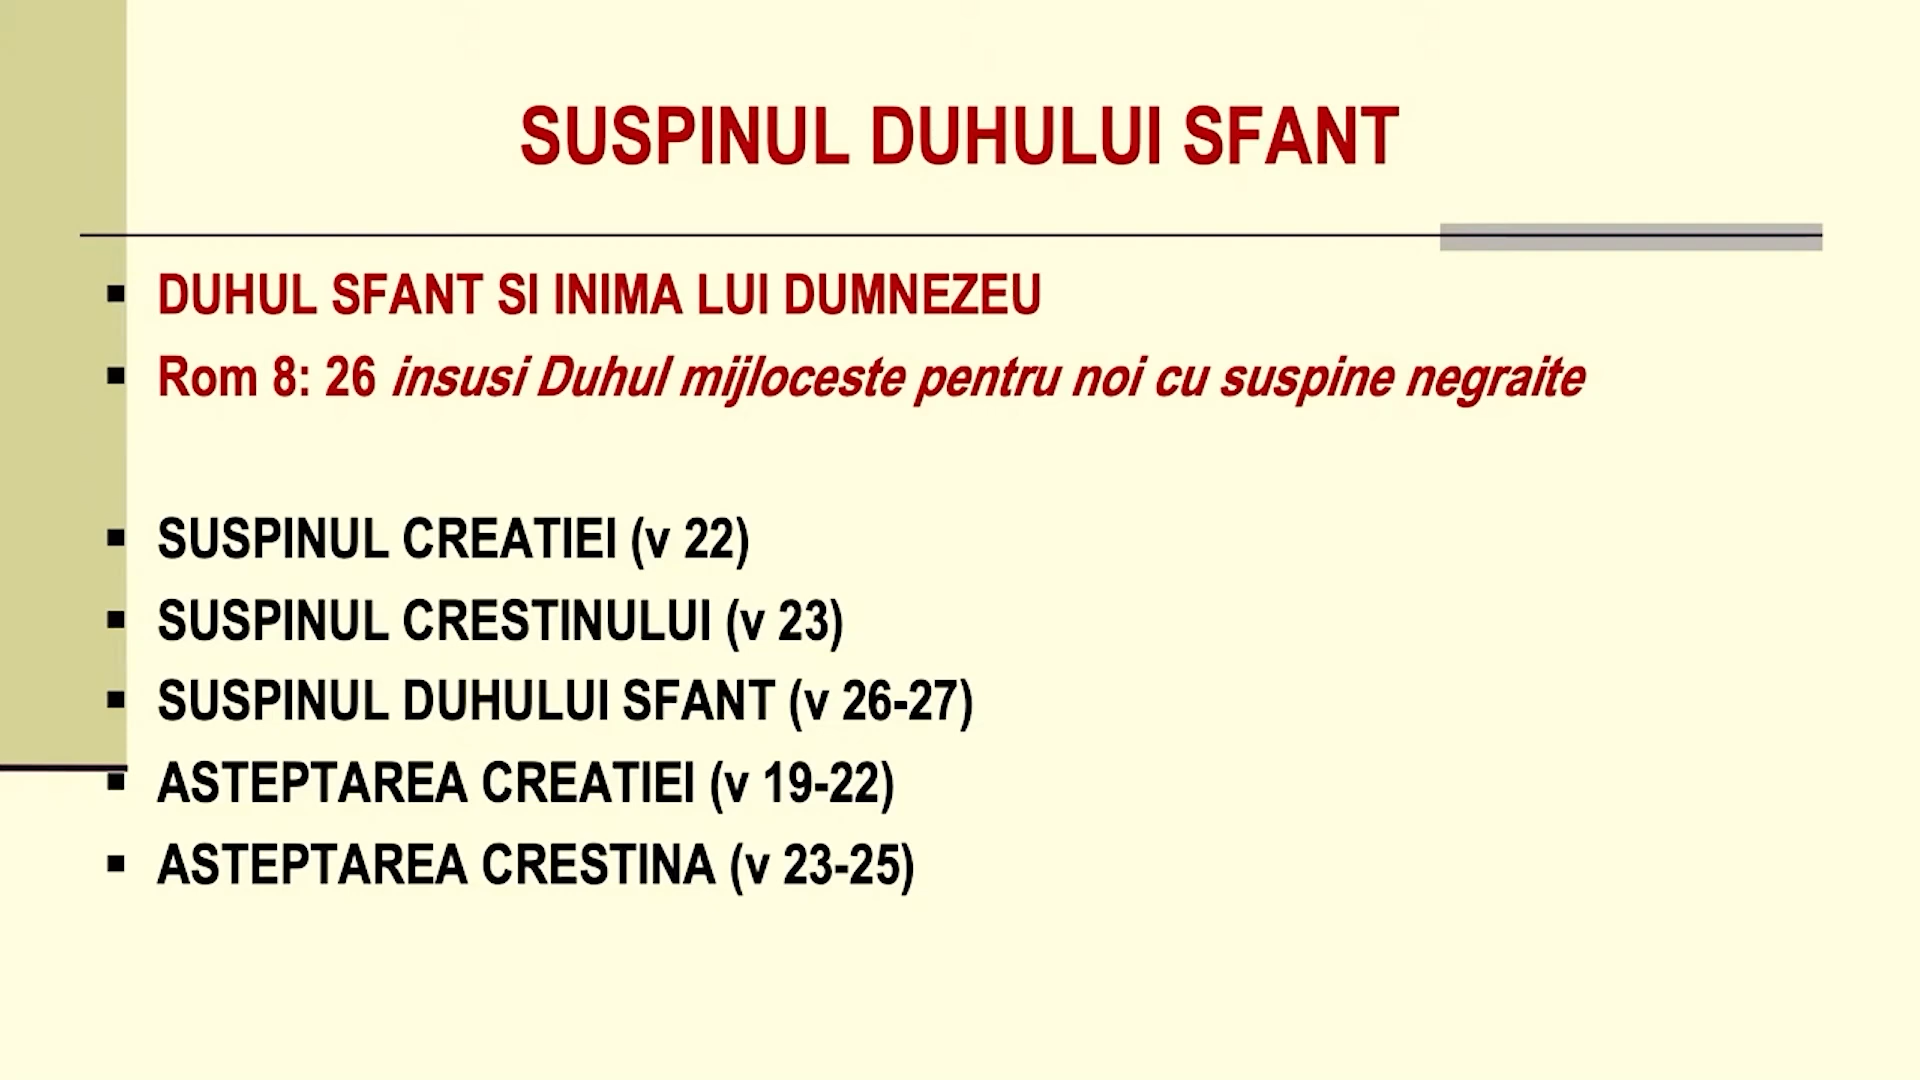 SUSPINUL DUHULUI SFANT
▪ DUHUL SFANT SI INIMA LUI DUMNEZEU
▪ Rom 8: 26 insusi Duhul mijloceste pentru noi cu suspine negraite
▪ SUSPINUL CREATIEI (v 22)
▪ SUSPINUL CRESTINULUI (v 23)
▪ SUSPINUL DUHULUI SFANT (v 26-27)
▪ ASTEPTAREA CREATIEI (v 19-22)
▪ ASTEPTAREA CRESTINA (v 23-25)